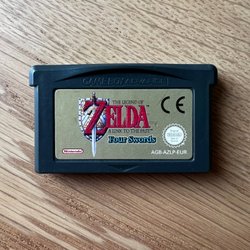 GAME BOY ADVANCE
THE LEGEND OF
ZELDA
A LINK TO THE PAST
Four Swords
CE
Nintendo
AGB-AZLP-EUR